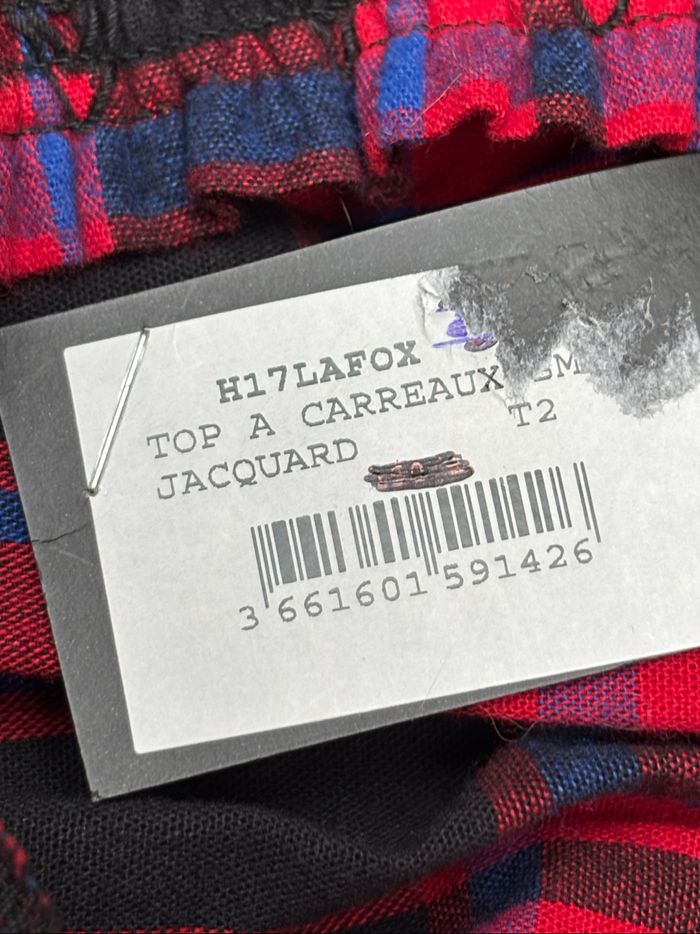 H17LAFOX
TOP A CARREAUX
JACQUARD T2
3 661601 591426